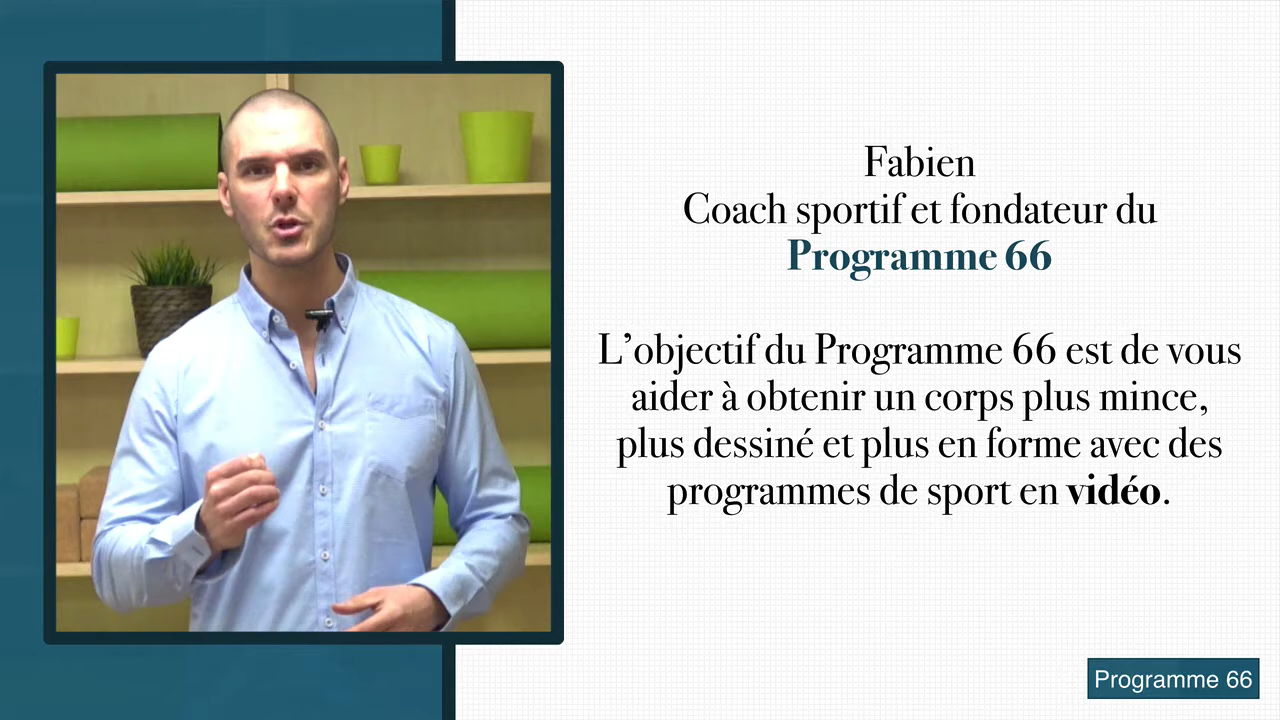 Fabien
Coach sportif et fondateur du
Programme 66
L’objectif du Programme 66 est de vous
aider à obtenir un corps plus mince,
plus dessiné et plus en forme avec des
programmes de sport en vidéo.
Programme 66